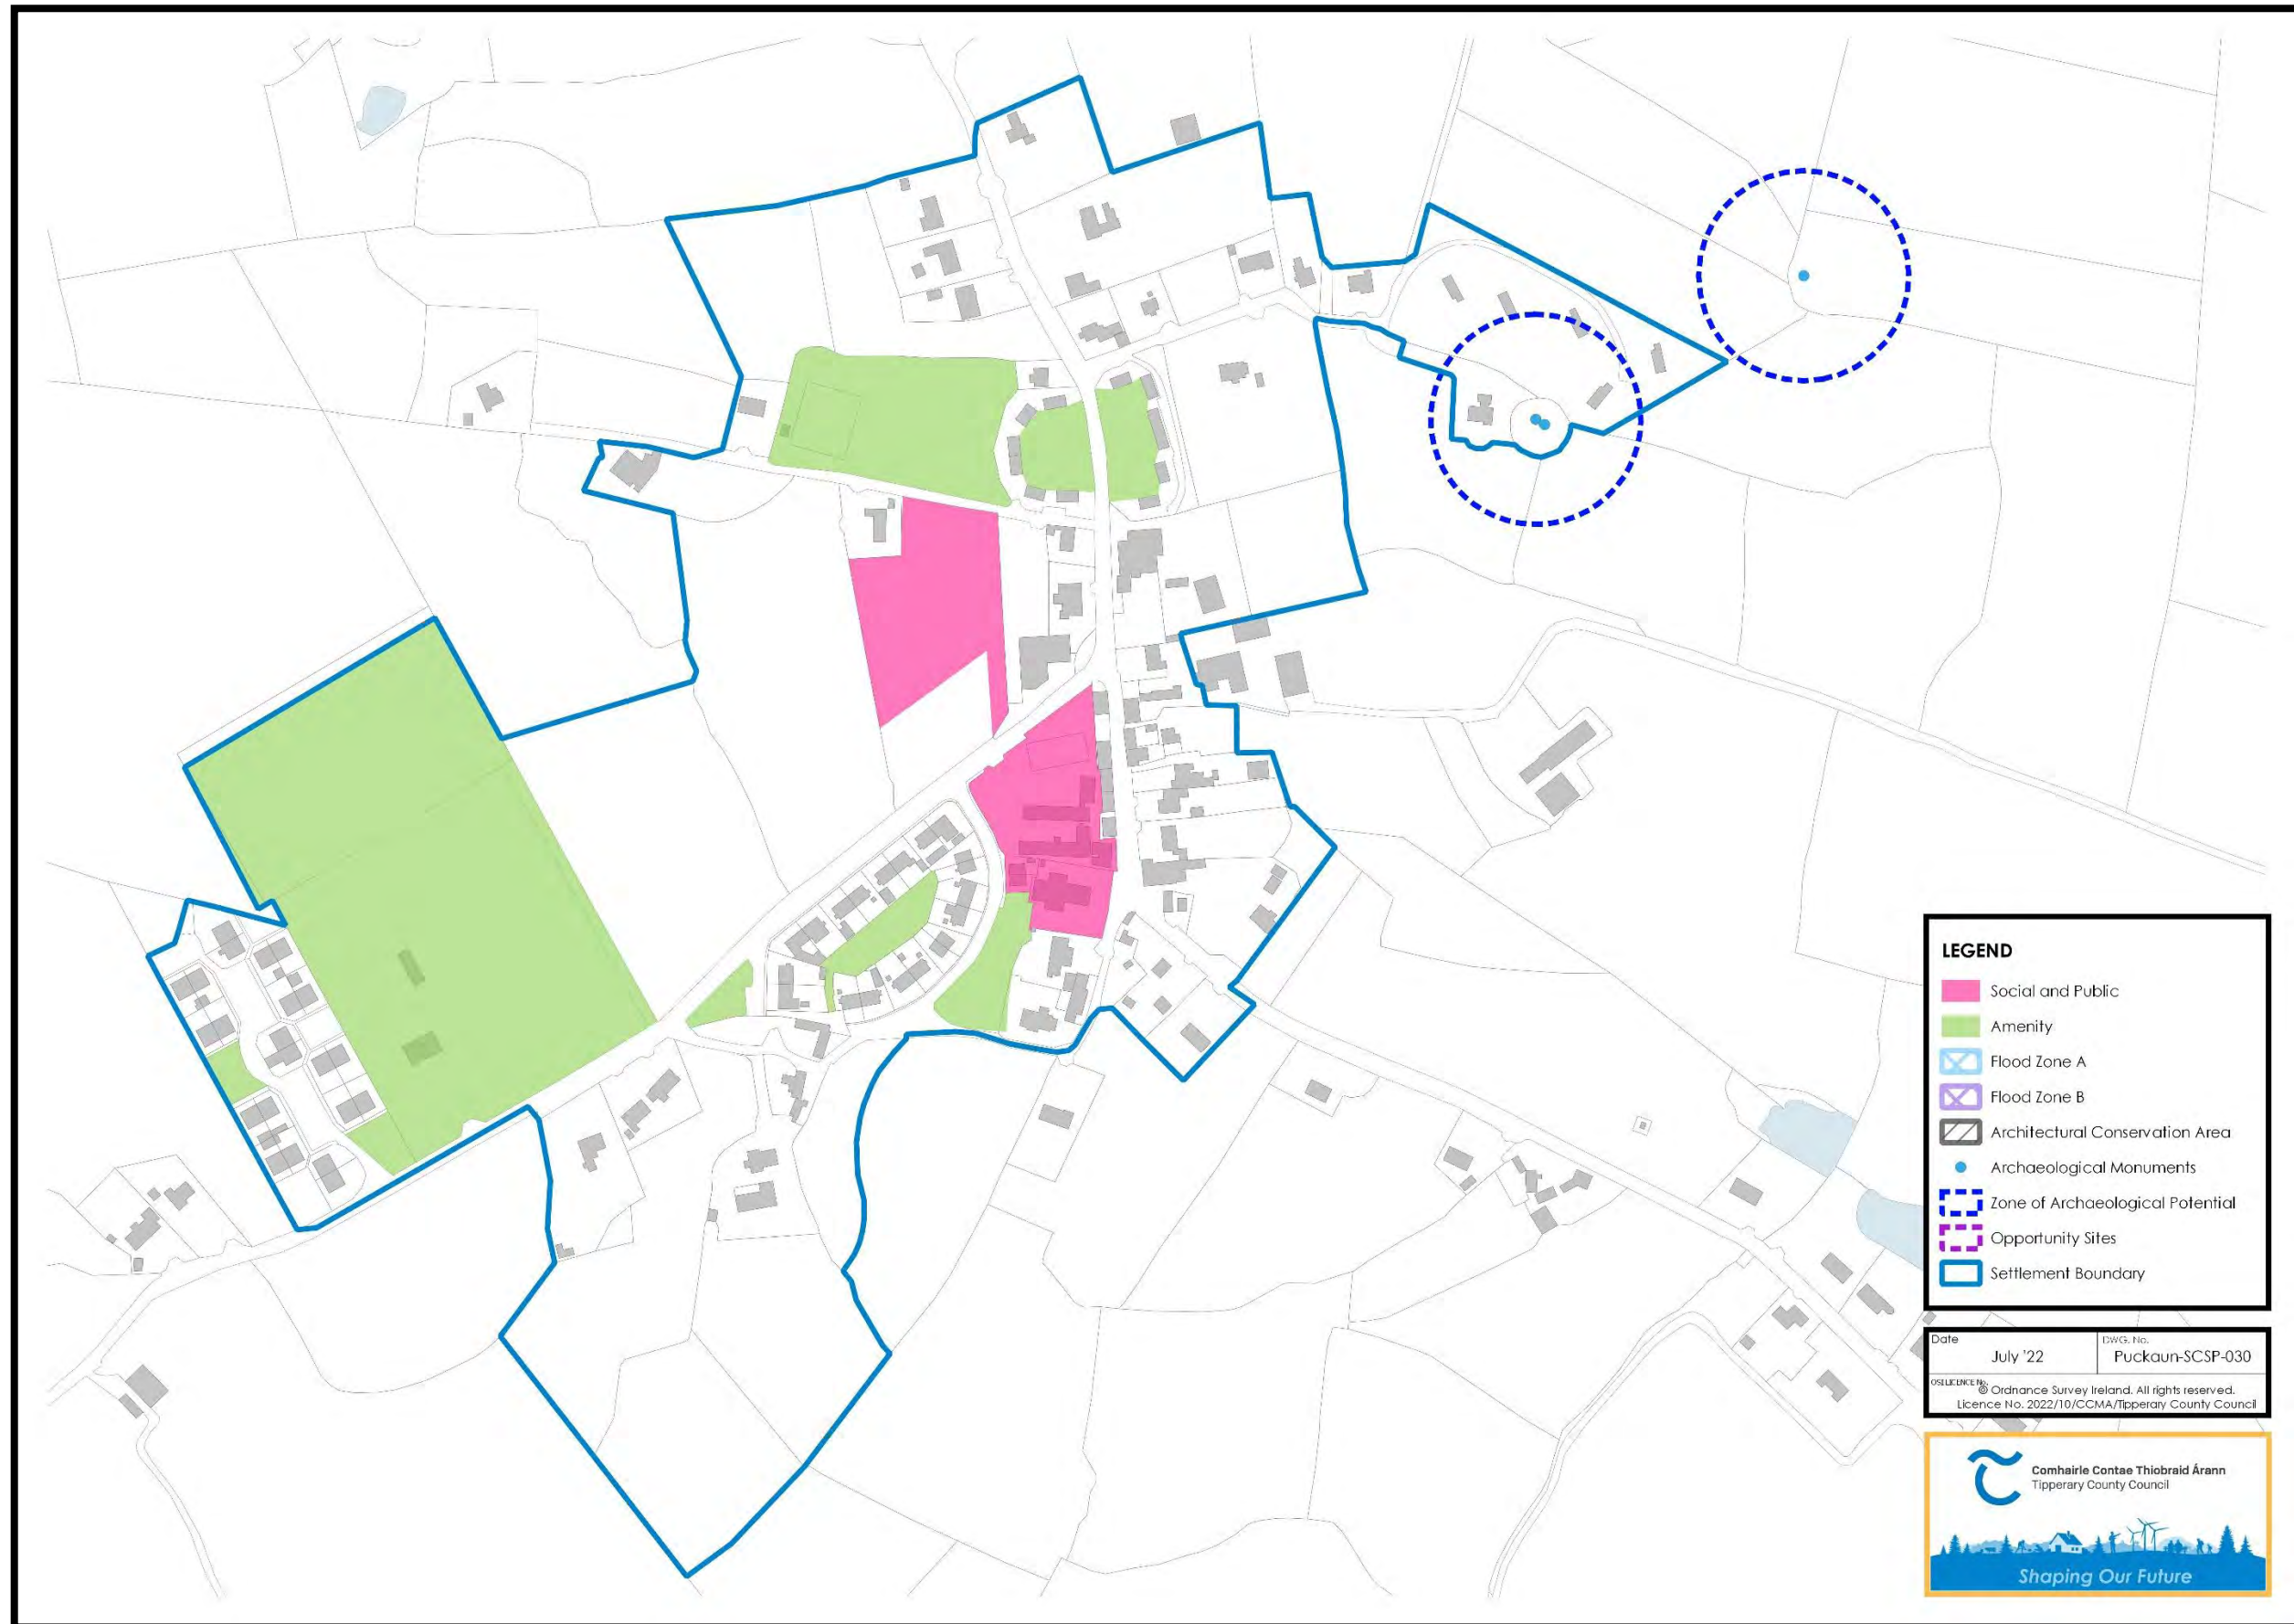 LEGEND
Social and Public
Amenity
Flood Zone A
Flood Zone B
Architectural Conservation Area
Archaeological Monuments
Zone of Archaeological Potential
Opportunity Sites
Settlement Boundary
Date
July '22
DWG. No.
Puckaun-SCSP-030
OSI LICENCE No.
© Ordnance Survey Ireland. All rights reserved.
Licence No. 2022/10/CCMA/Tipperary County Council
Comhairle Contae Thiobraid Árann
Tipperary County Council
Shaping Our Future